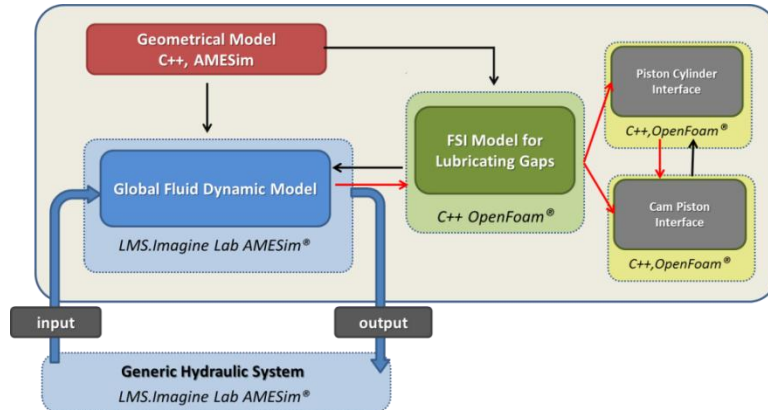 Geometrical Model
C++, AMESim
Piston Cylinder
Interface
C++,OpenFoam®
FSI Model for
Lubricating Gaps
C++ OpenFoam®
Global Fluid Dynamic Model
LMS.Imagine Lab AMESim®
Cam Piston
Interface
C++,OpenFoam®
input
output
Generic Hydraulic System
LMS.Imagine Lab AMESim®